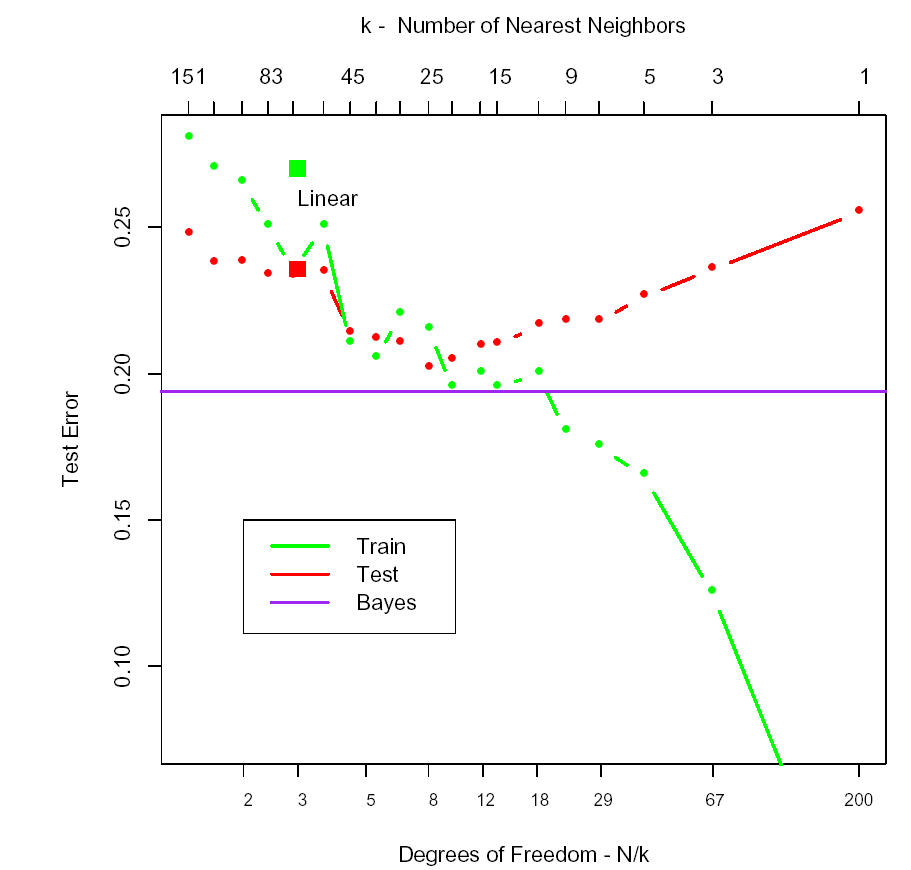 k - Number of Nearest Neighbors
151 83 45 25 15 9 5 3 1
Linear
0.25
0.20
0.15
0.10
Test Error
Train
Test
Bayes
2 3 5 8 12 18 29 67 200
Degrees of Freedom - N/k